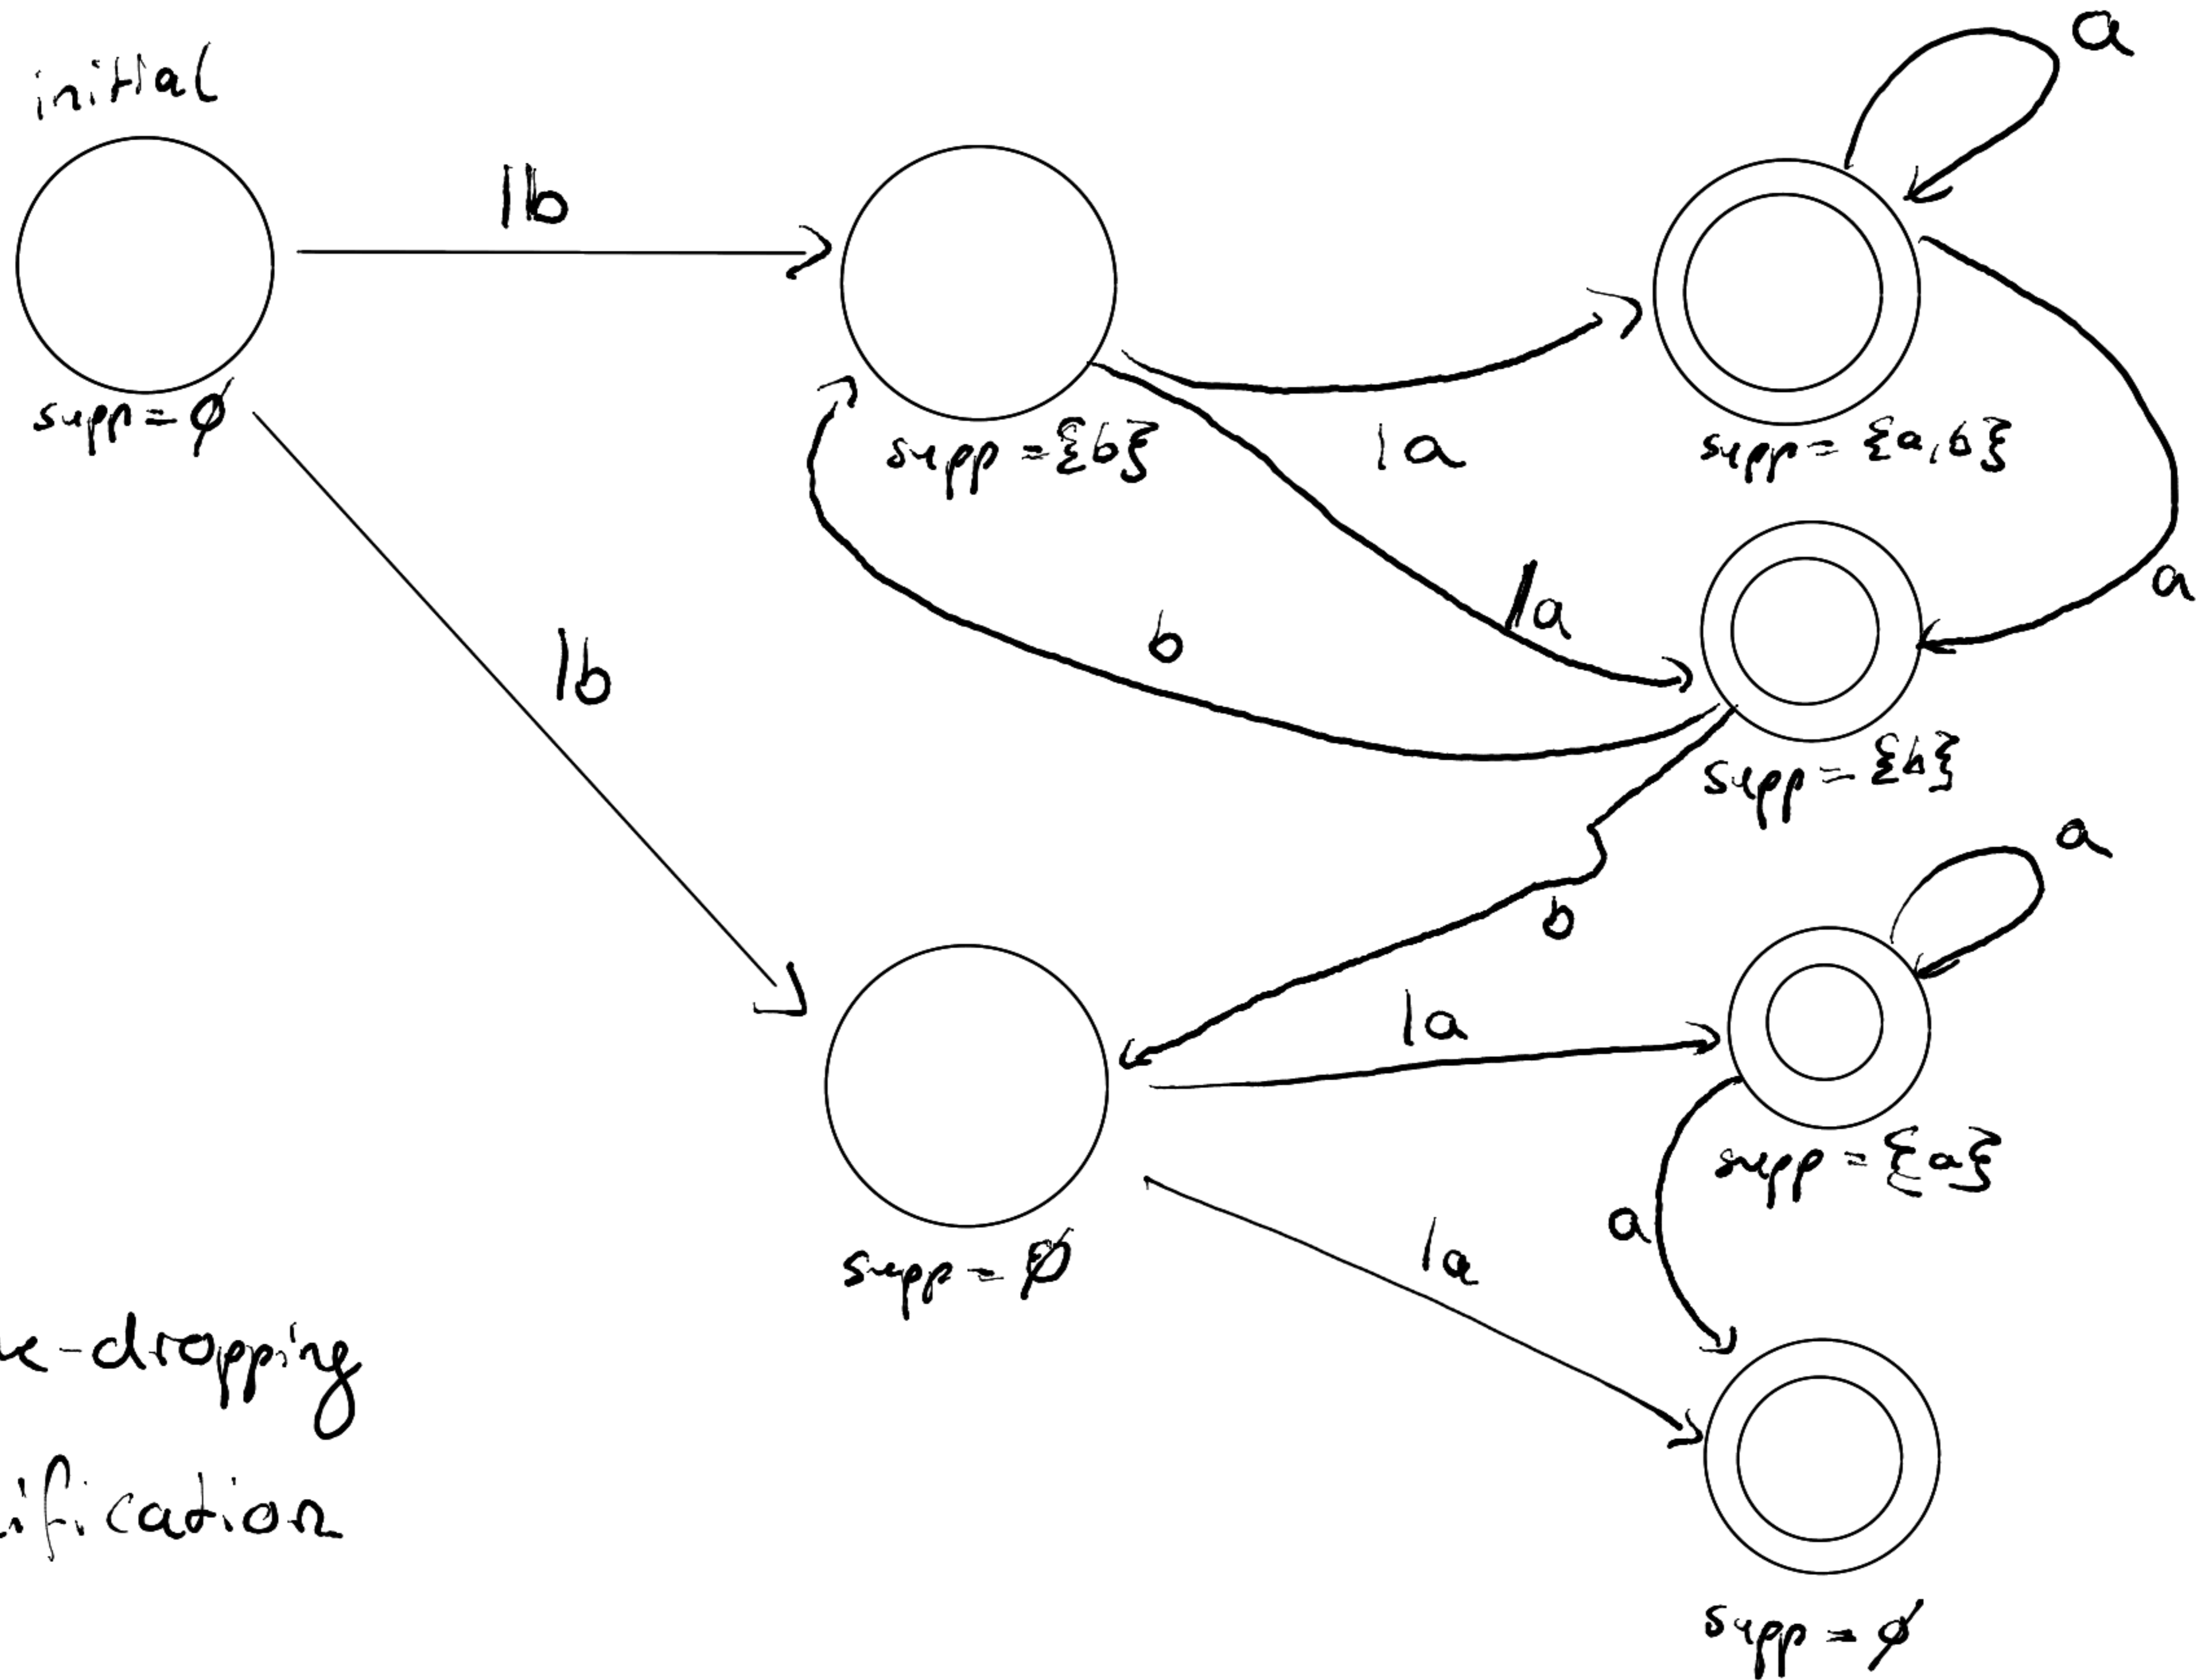 initial
a
|b
supp = ∅
supp = {b}
|a
supp = {a,b}
|a
a
b
|b
supp = {b}
a
b
|a
supp = {a}
a
supp = ∅
|a
-dropping
ification
supp = ∅